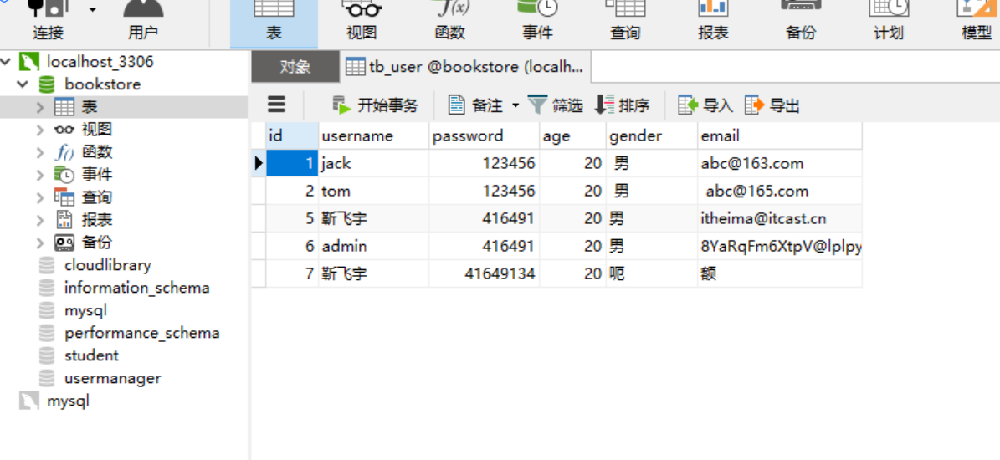 连接 用户 表 视图 函数 事件 查询 报表 备份 计划 模型
localhost_3306
bookstore
表
视图
函数
事件
查询
报表
备份
cloudlibrary
information_schema
mysql
performance_schema
student
usermanager
mysql
对象 tb_user @bookstore (localh...
开始事务 备注 筛选 排序 导入 导出
id username password age gender email
1 jack 123456 20 男 abc@163.com
2 tom 123456 20 男 abc@165.com
5 靳飞宇 416491 20 男 itheima@itcast.cn
6 admin 416491 20 男 8YaRqFm6XtpV@lplpy
7 靳飞宇 41649134 20 呃 额